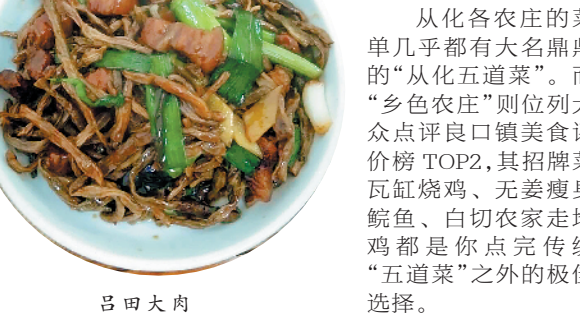 从化各农庄的菜
单几乎都有大名鼎鼎
的“从化五道菜”。而
“乡色农庄”则位列大
众点评良口镇美食评
价榜 TOP2,其招牌菜
瓦缸烧鸡、无姜瘦身
鲩鱼、白切农家走地
鸡都是你点完传统
“五道菜”之外的极佳
选择。
吕田大肉